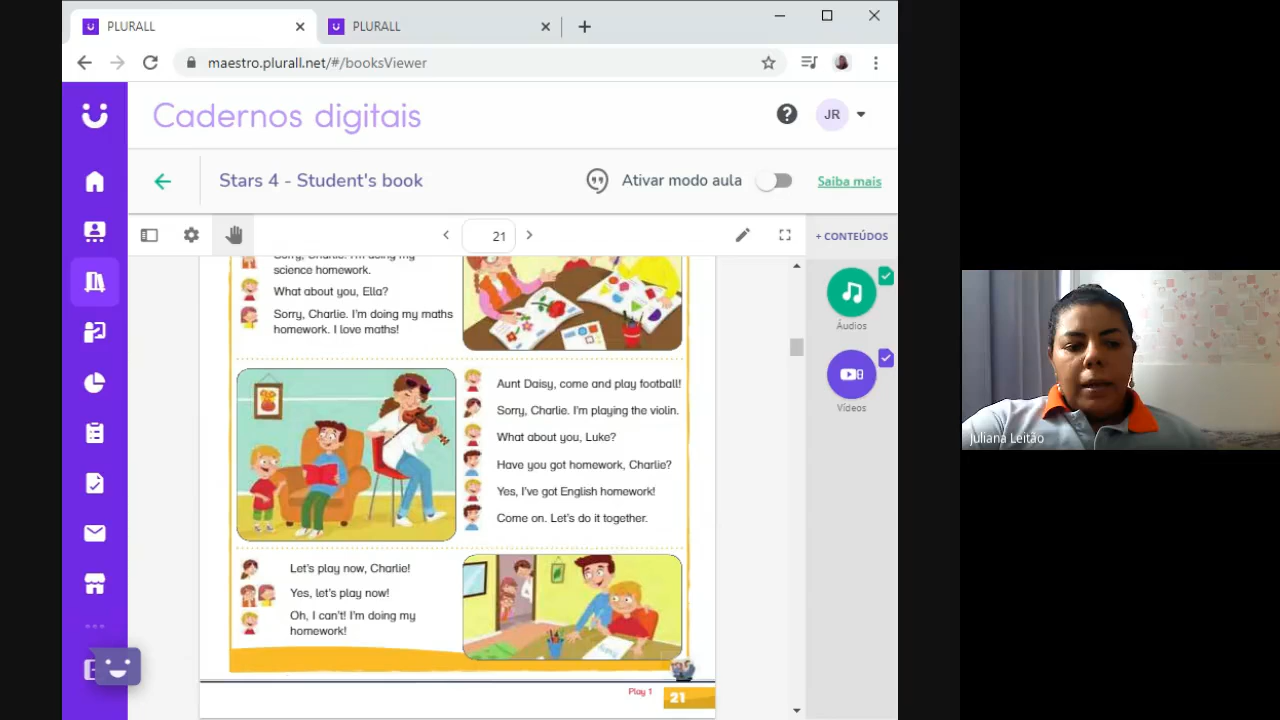 PLURALL
PLURALL
maestro.plurall.net/#/booksViewer
Cadernos digitais
JR
Stars 4 - Student's book
Ativar modo aula
Saiba mais
21
+ CONTEÚDOS
Áudios
Vídeos
Sorry, Charlie. I'm doing my
science homework.
What about you, Ella?
Sorry, Charlie. I'm doing my maths
homework. I love maths!
Aunt Daisy, come and play football!
Sorry, Charlie. I'm playing the violin.
What about you, Luke?
Have you got homework, Charlie?
Yes, I've got English homework!
Come on. Let's do it together.
Let's play now, Charlie!
Yes, let's play now!
Oh, I can't! I'm doing my
homework!
Play 1
21
Juliana Leitão